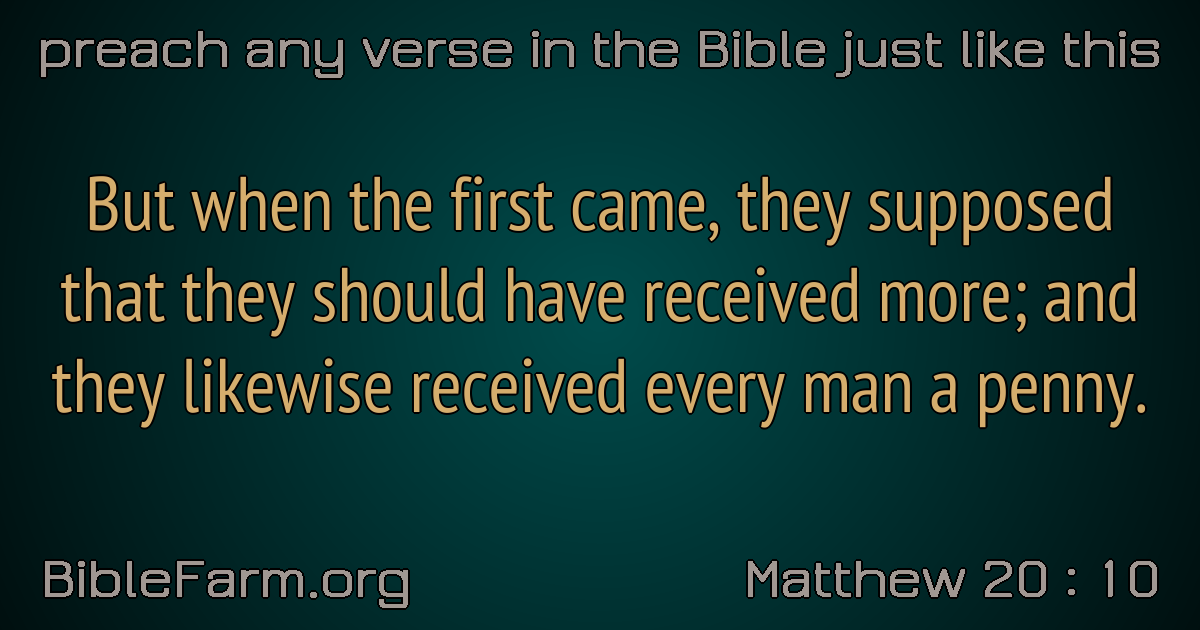 preach any verse in the Bible just like this
But when the first came, they supposed
that they should have received more; and
they likewise received every man a penny.
BibleFarm.org
Matthew 20 : 10